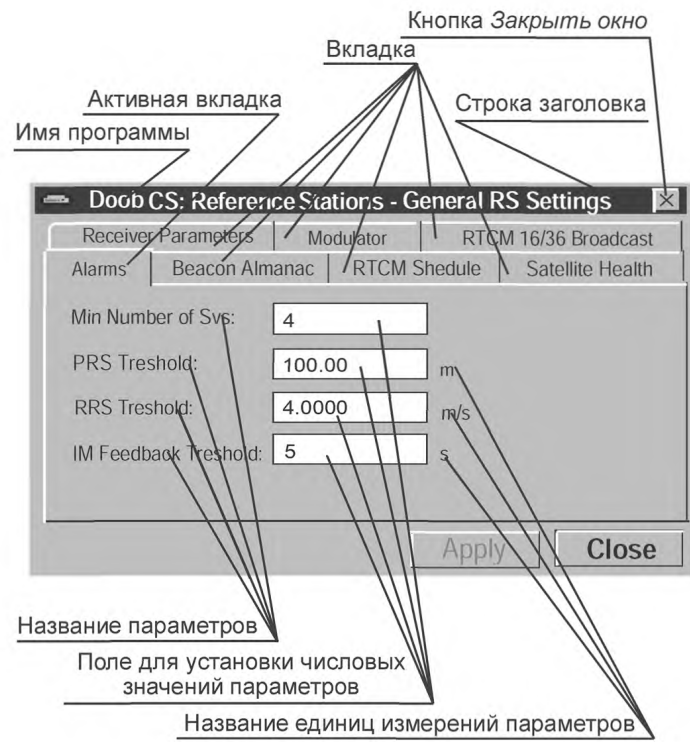 Кнопка Закрыть окно
Вкладка
Активная вкладка
Строка заголовка
Имя программы
Doob CS: Reference Stations - General RS Settings
Receiver Parameters
Modulator
RTCM 16/36 Broadcast
Alarms
Beacon Almanac
RTCM Shedule
Satellite Health
Min Number of Svs:
4
PRS Treshold:
100.00
m
RRS Treshold:
4.0000
m/s
IM Feedback Treshold:
5
s
Apply
Close
Название параметров
Поле для установки числовых
значений параметров
Название единиц измерений параметров